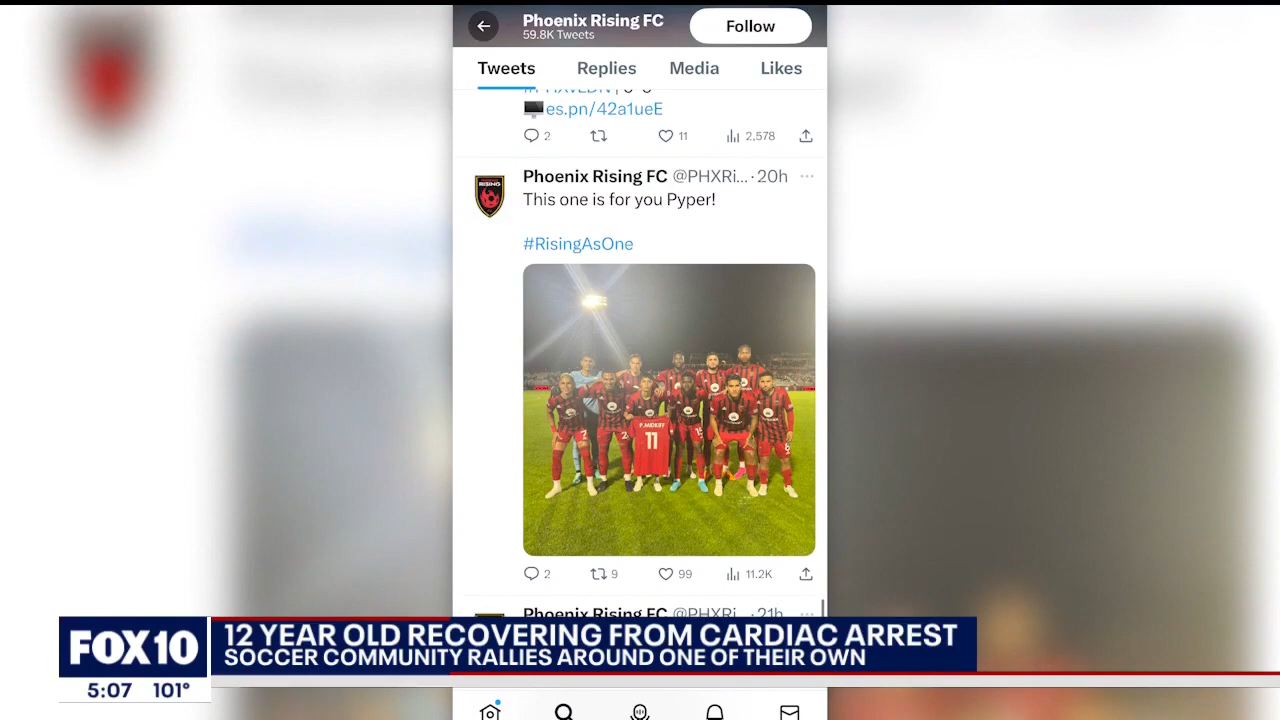 Phoenix Rising FC
59.8K Tweets
Follow
Tweets Replies Media Likes
es.pn/42a1ueE
2 11 2,578
Phoenix Rising FC @PHXRi... · 20h
This one is for you Pyper!
#RisingAsOne
RISING
P.MIDKIFF
11
2 9 99 11.2K
Phoenix Rising FC @PHXRi... · 21h
FOX10
12 YEAR OLD RECOVERING FROM CARDIAC ARREST
SOCCER COMMUNITY RALLIES AROUND ONE OF THEIR OWN
5:07 101°